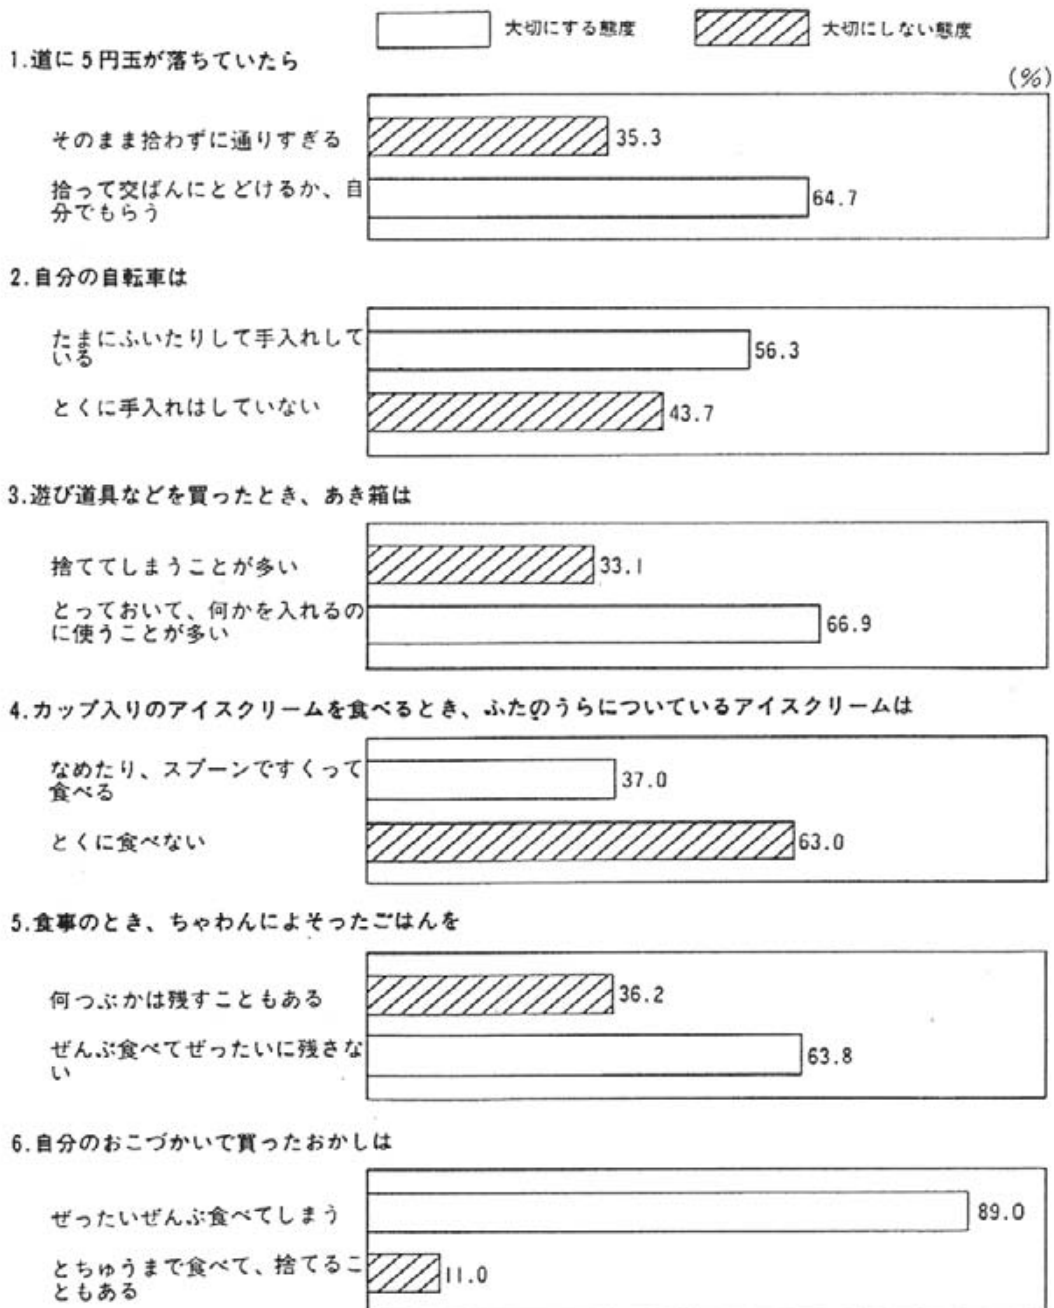 大切にする態度 大切にしない態度
1.道に5円玉が落ちていたら
(%)
そのまま拾わずに通りすぎる 35.3
拾って交ばんにとどけるか、自
分でもらう 64.7
2.自分の自転車は
たまにふいたりして手入れして
いる 56.3
とくに手入れはしていない 43.7
3.遊び道具などを買ったとき、あき箱は
捨ててしまうことが多い 33.1
とっておいて、何かを入れるの
に使うことが多い 66.9
4.カップ入りのアイスクリームを食べるとき、ふたのうらについているアイスクリームは
なめたり、スプーンですくって
食べる 37.0
とくに食べない 63.0
5.食事のとき、ちゃわんによそったごはんを
何つぶかは残すこともある 36.2
ぜんぶ食べてぜったいに残さな
い 63.8
6.自分のおこづかいで買ったおかしは
ぜったいぜんぶ食べてしまう 89.0
とちゅうまで食べて、捨てるこ
ともある 11.0